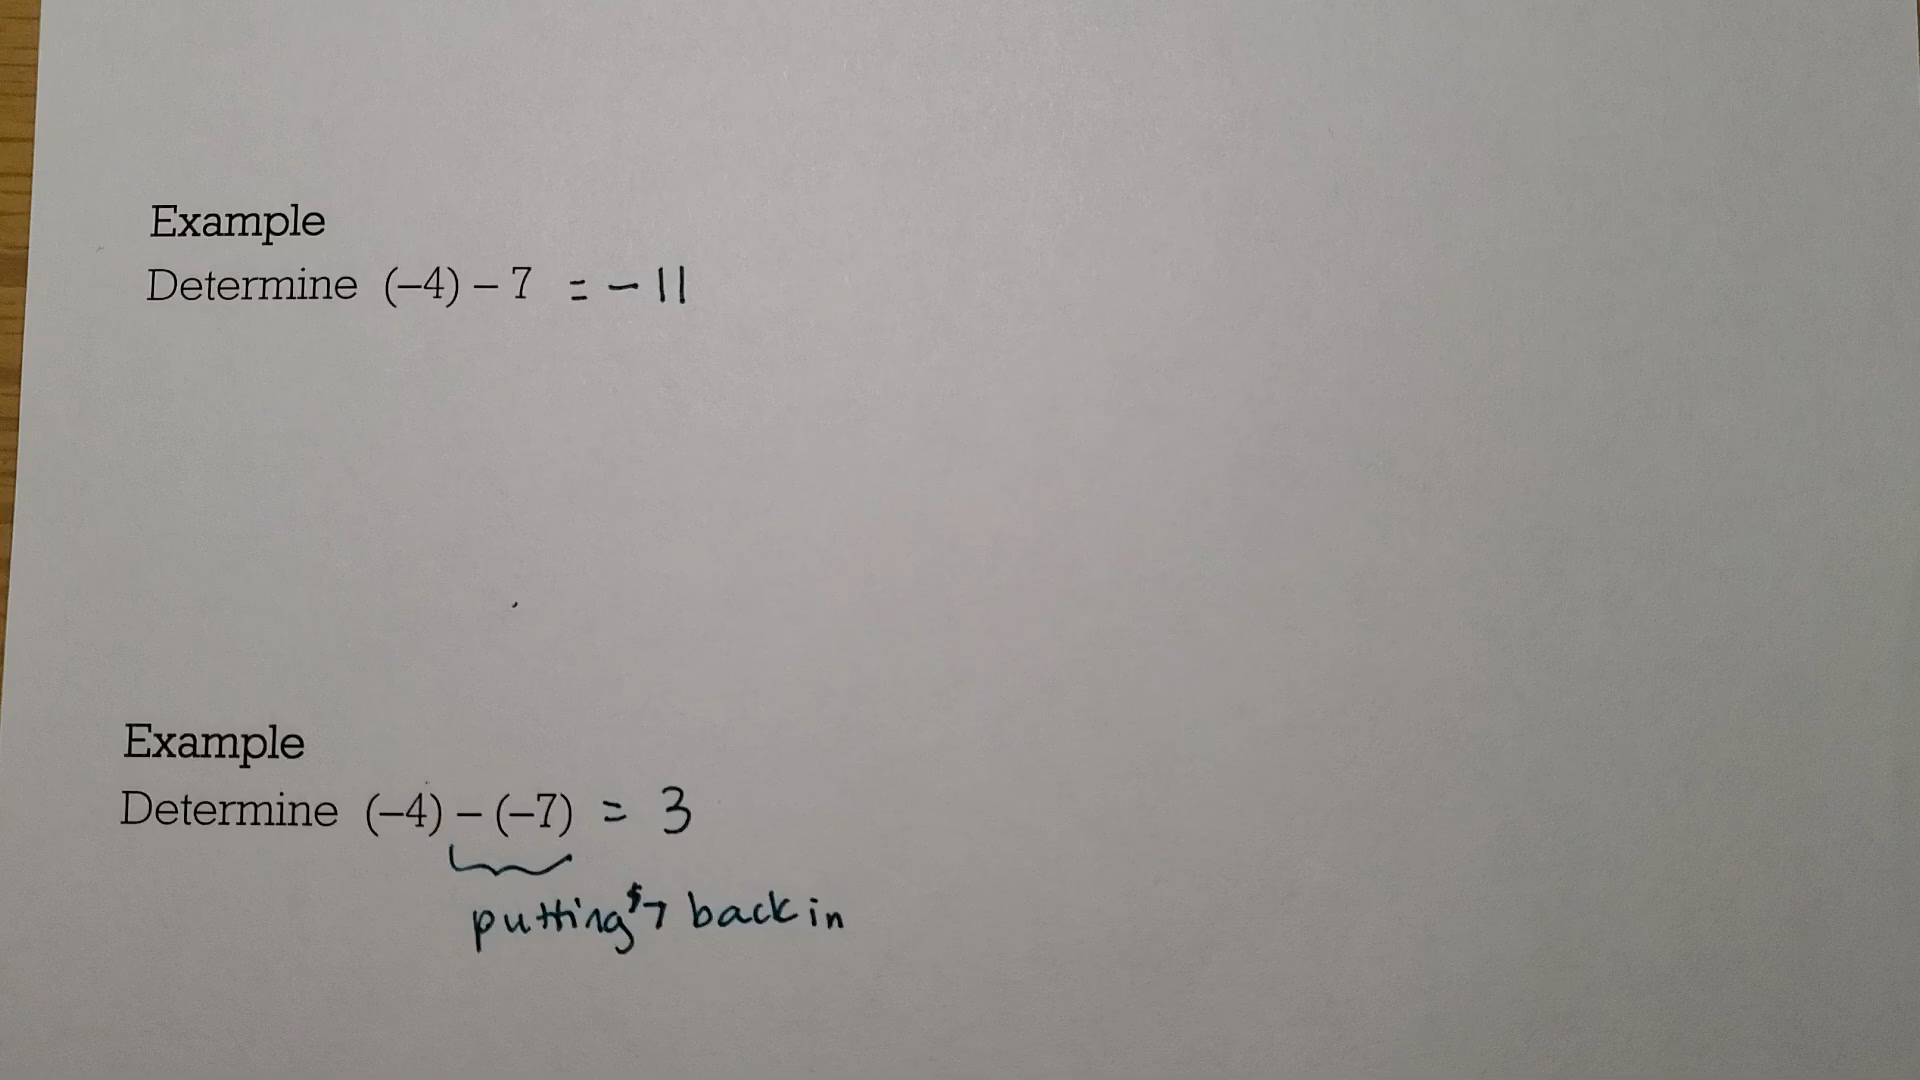 Example
Determine (−4) − 7 = − 11
Example
Determine (−4) − (−7) = 3
putting $7 back in